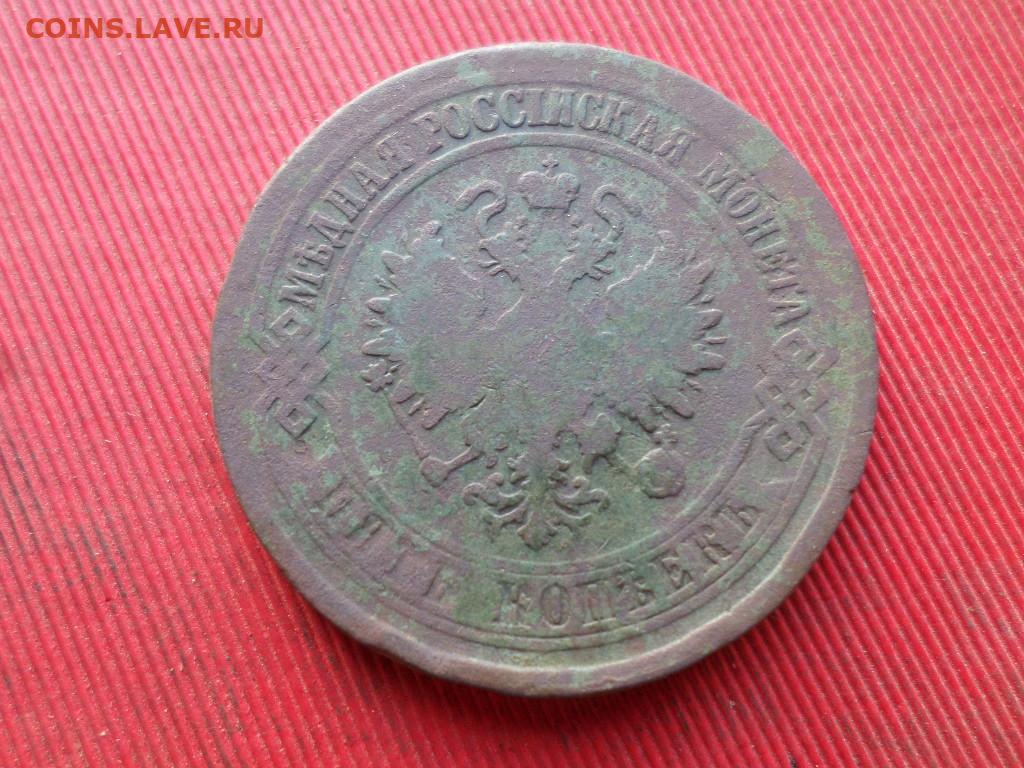 COINS.LAVE.RU
МѢДНАЯ РОССІЙСКАЯ МОНЕТА
ПЯТЬ КОПѢЕКЪ